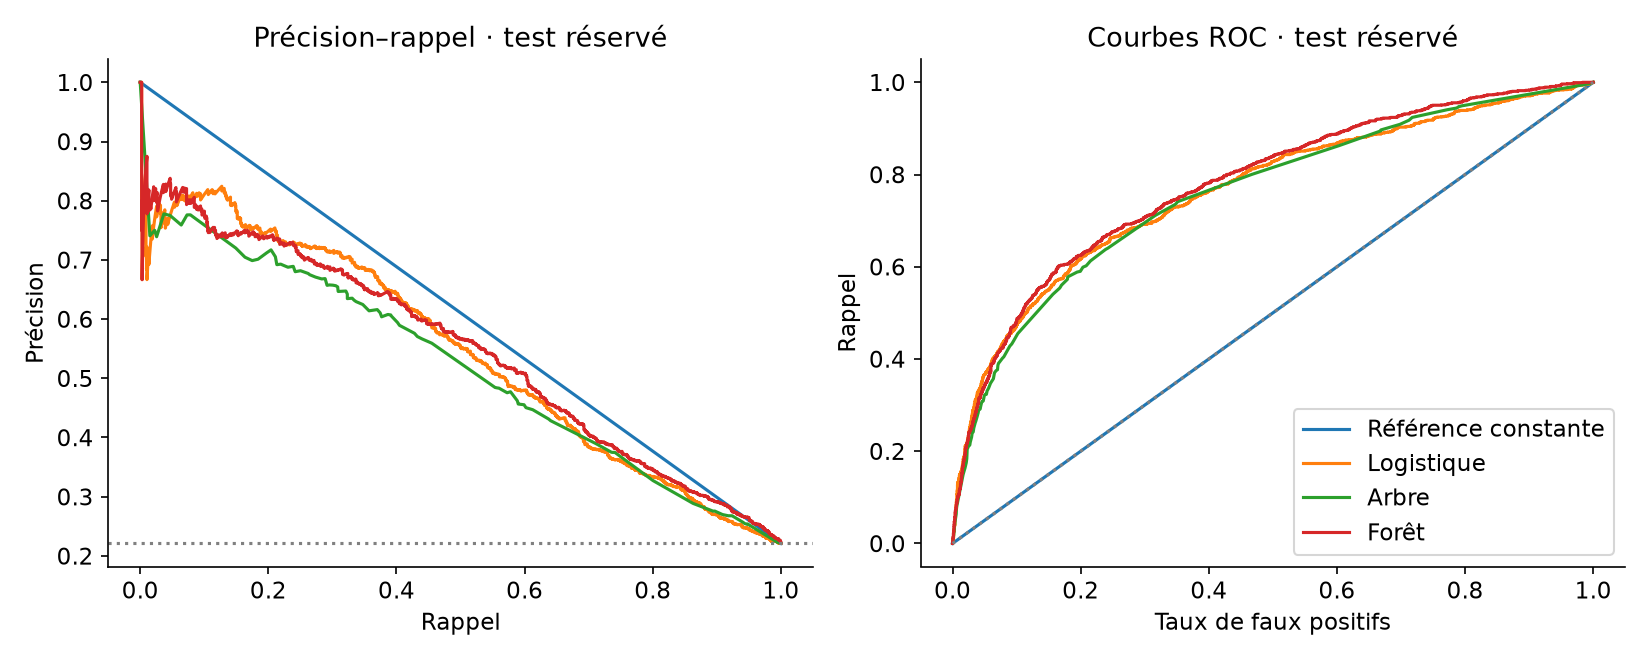 Précision–rappel · test réservé
1.0
0.9
0.8
0.7
0.6
0.5
0.4
0.3
0.2
Précision
0.0 0.2 0.4 0.6 0.8 1.0
Rappel
Courbes ROC · test réservé
1.0
0.8
0.6
0.4
0.2
0.0
Rappel
Référence constante
Logistique
Arbre
Forêt
0.0 0.2 0.4 0.6 0.8 1.0
Taux de faux positifs